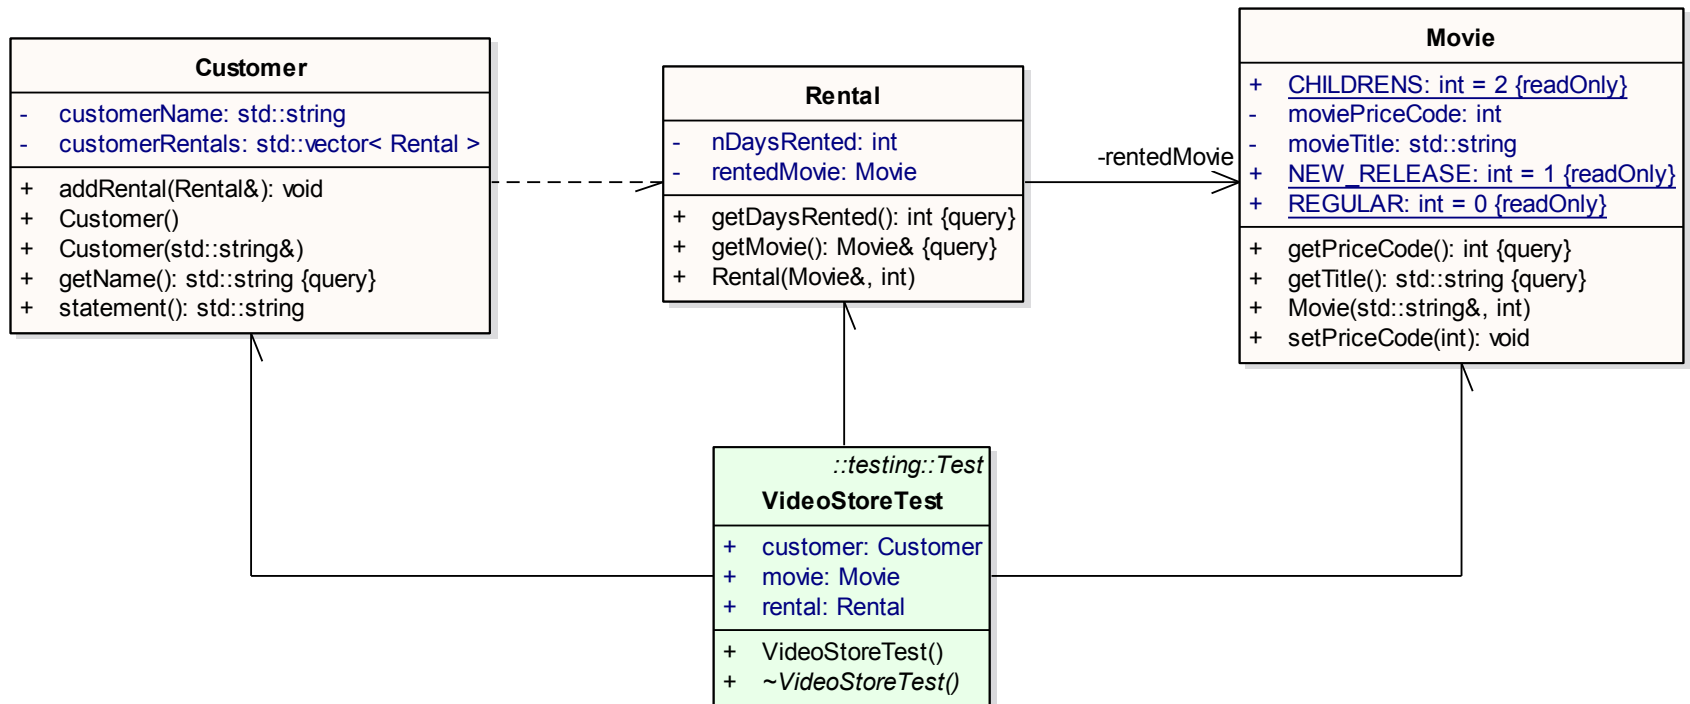 Customer
- customerName: std::string
- customerRentals: std::vector< Rental >
+ addRental(Rental&): void
+ Customer()
+ Customer(std::string&)
+ getName(): std::string {query}
+ statement(): std::string
Rental
- nDaysRented: int
- rentedMovie: Movie
+ getDaysRented(): int {query}
+ getMovie(): Movie& {query}
+ Rental(Movie&, int)
-rentedMovie
Movie
+ CHILDRENS: int = 2 {readOnly}
- moviePriceCode: int
- movieTitle: std::string
+ NEW_RELEASE: int = 1 {readOnly}
+ REGULAR: int = 0 {readOnly}
+ getPriceCode(): int {query}
+ getTitle(): std::string {query}
+ Movie(std::string&, int)
+ setPriceCode(int): void
::testing::Test
VideoStoreTest
+ customer: Customer
+ movie: Movie
+ rental: Rental
+ VideoStoreTest()
+ ~VideoStoreTest()